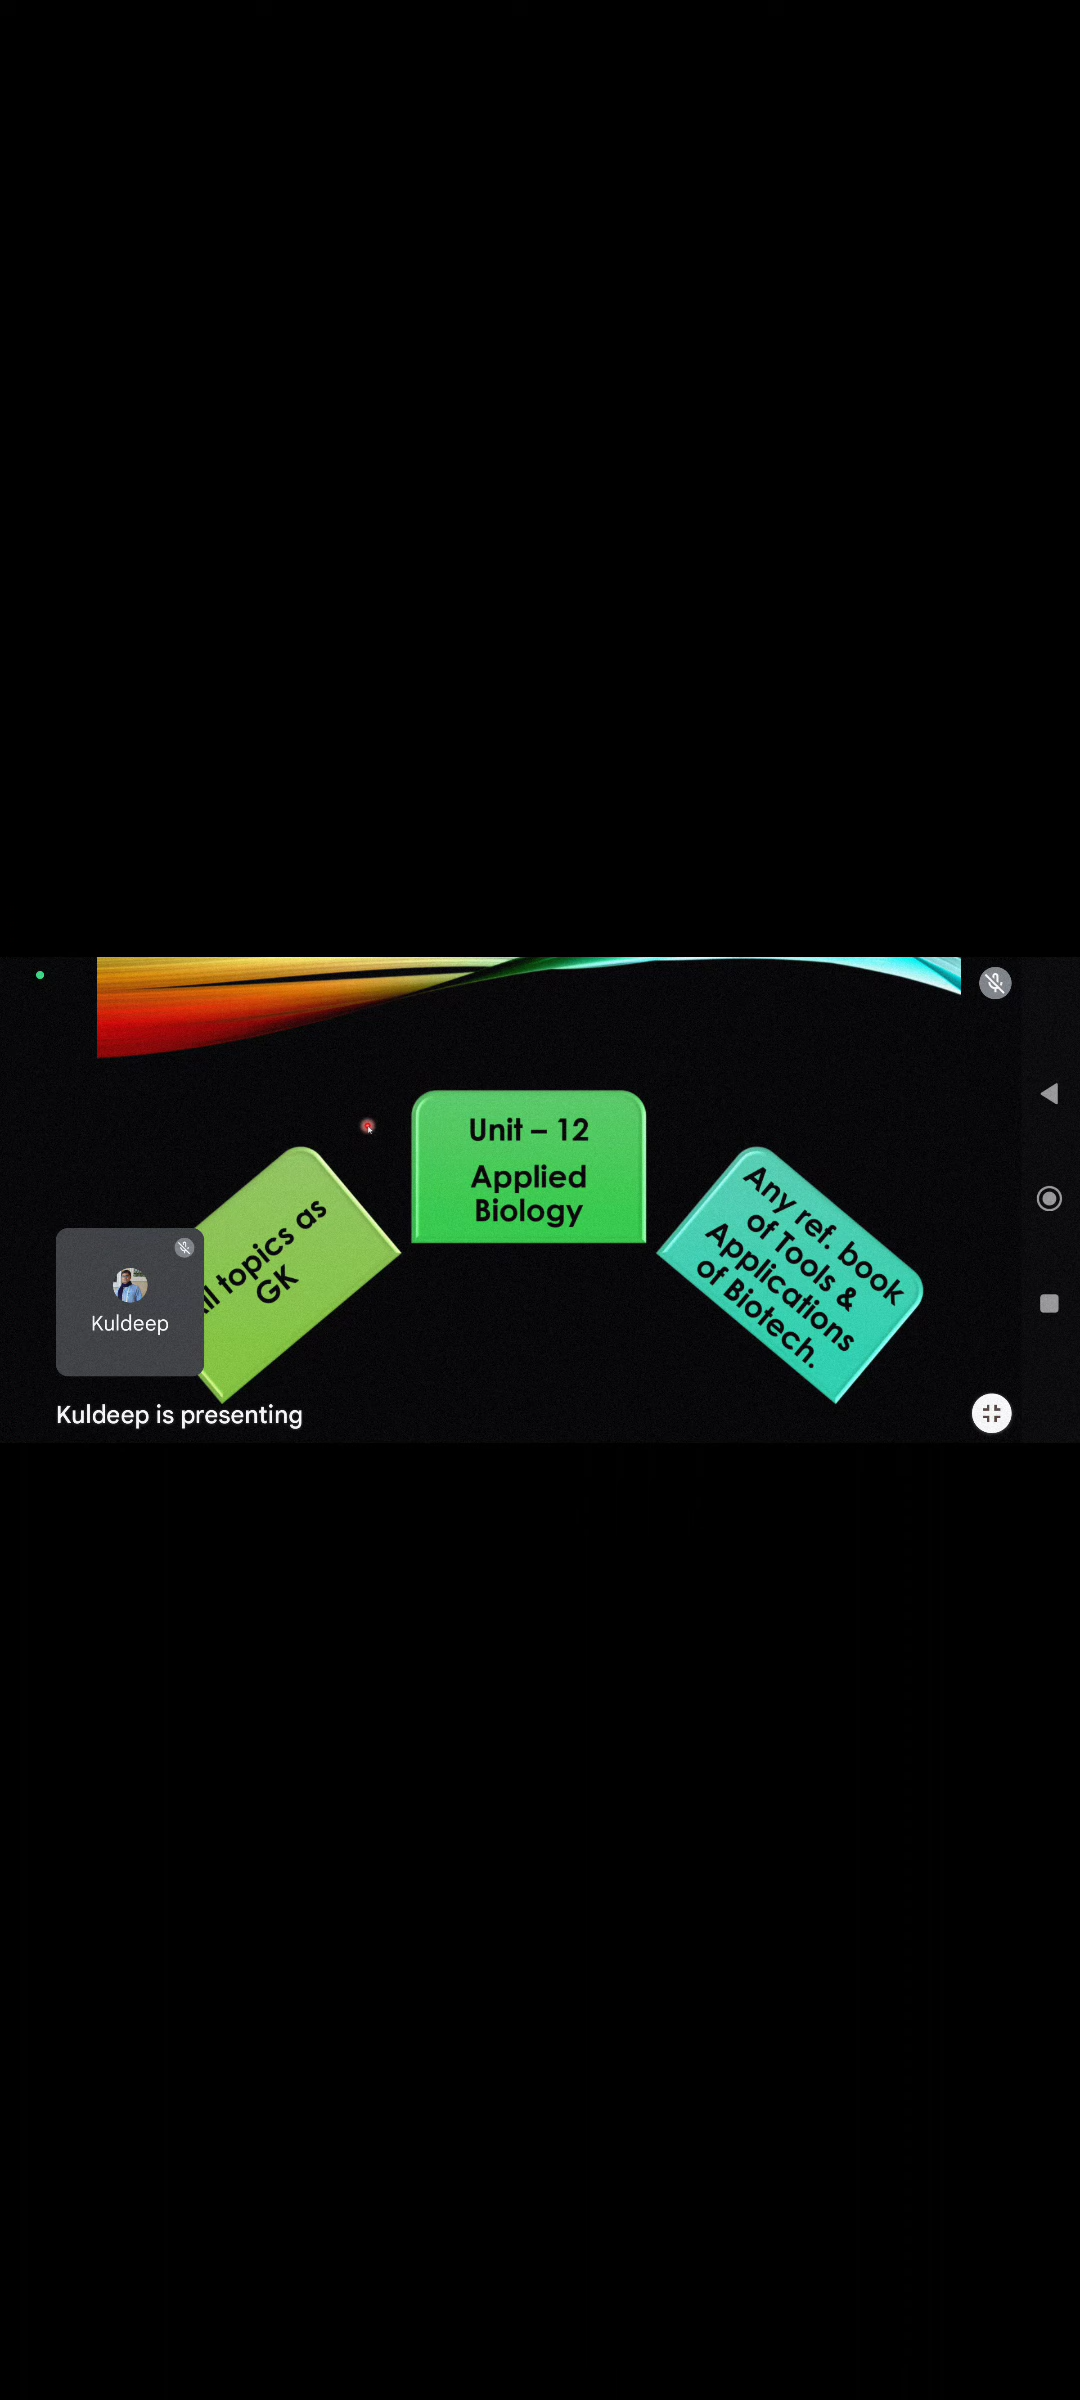 Unit – 12
Applied
Biology
topics as
GK
Any ref. book
of Tools &
Applications
of Biotech.
Kuldeep
Kuldeep is presenting